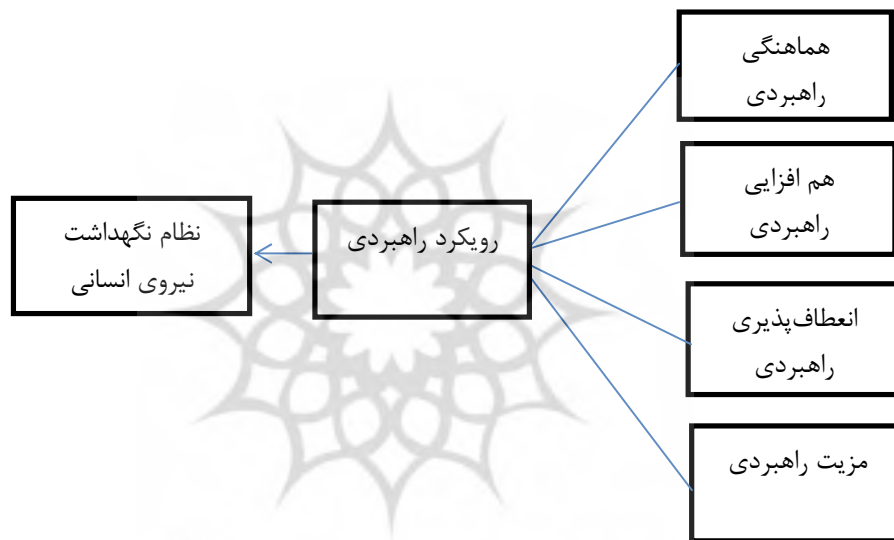 هماهنگی
راهبردی
هم افزایی
راهبردی
رویکرد راهبردی
نظام نگهداشت
نیروی انسانی
انعطاف‌پذیری
راهبردی
مزیت راهبردی